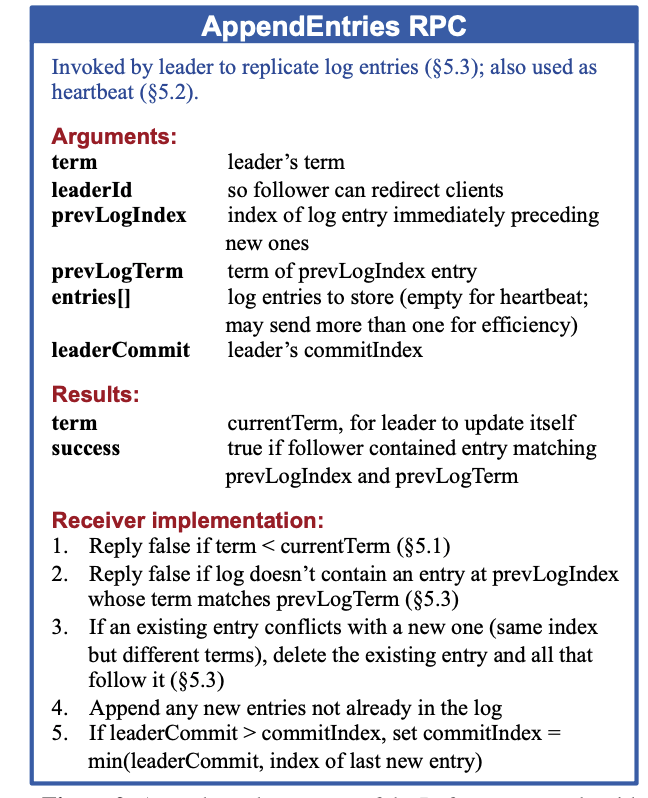 AppendEntries RPC
Invoked by leader to replicate log entries (§5.3); also used as
heartbeat (§5.2).
Arguments:
term leader’s term
leaderId so follower can redirect clients
prevLogIndex index of log entry immediately preceding
new ones
prevLogTerm term of prevLogIndex entry
entries[] log entries to store (empty for heartbeat;
may send more than one for efficiency)
leaderCommit leader’s commitIndex
Results:
term currentTerm, for leader to update itself
success true if follower contained entry matching
prevLogIndex and prevLogTerm
Receiver implementation:
1. Reply false if term < currentTerm (§5.1)
2. Reply false if log doesn’t contain an entry at prevLogIndex
whose term matches prevLogTerm (§5.3)
3. If an existing entry conflicts with a new one (same index
but different terms), delete the existing entry and all that
follow it (§5.3)
4. Append any new entries not already in the log
5. If leaderCommit > commitIndex, set commitIndex =
min(leaderCommit, index of last new entry)